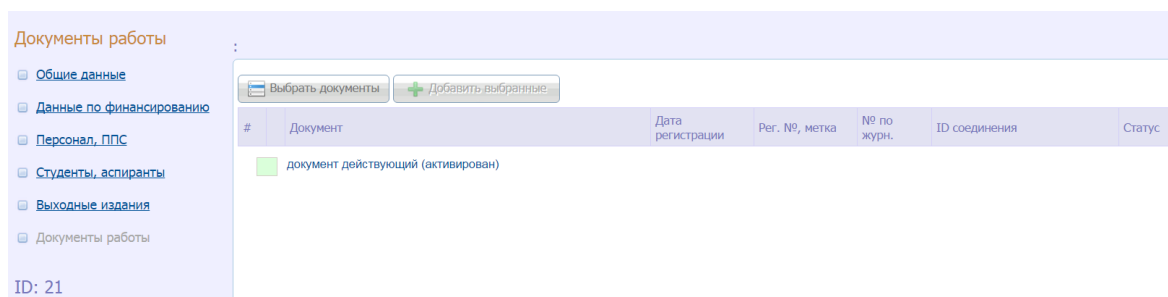 Документы работы
:
Общие данные
Данные по финансированию
Персонал, ППС
Студенты, аспиранты
Выходные издания
Документы работы
ID: 21
Выбрать документы Добавить выбранные
# Документ Дата регистрации Рег. №, метка № по журн. ID соединения Статус
документ действующий (активирован)